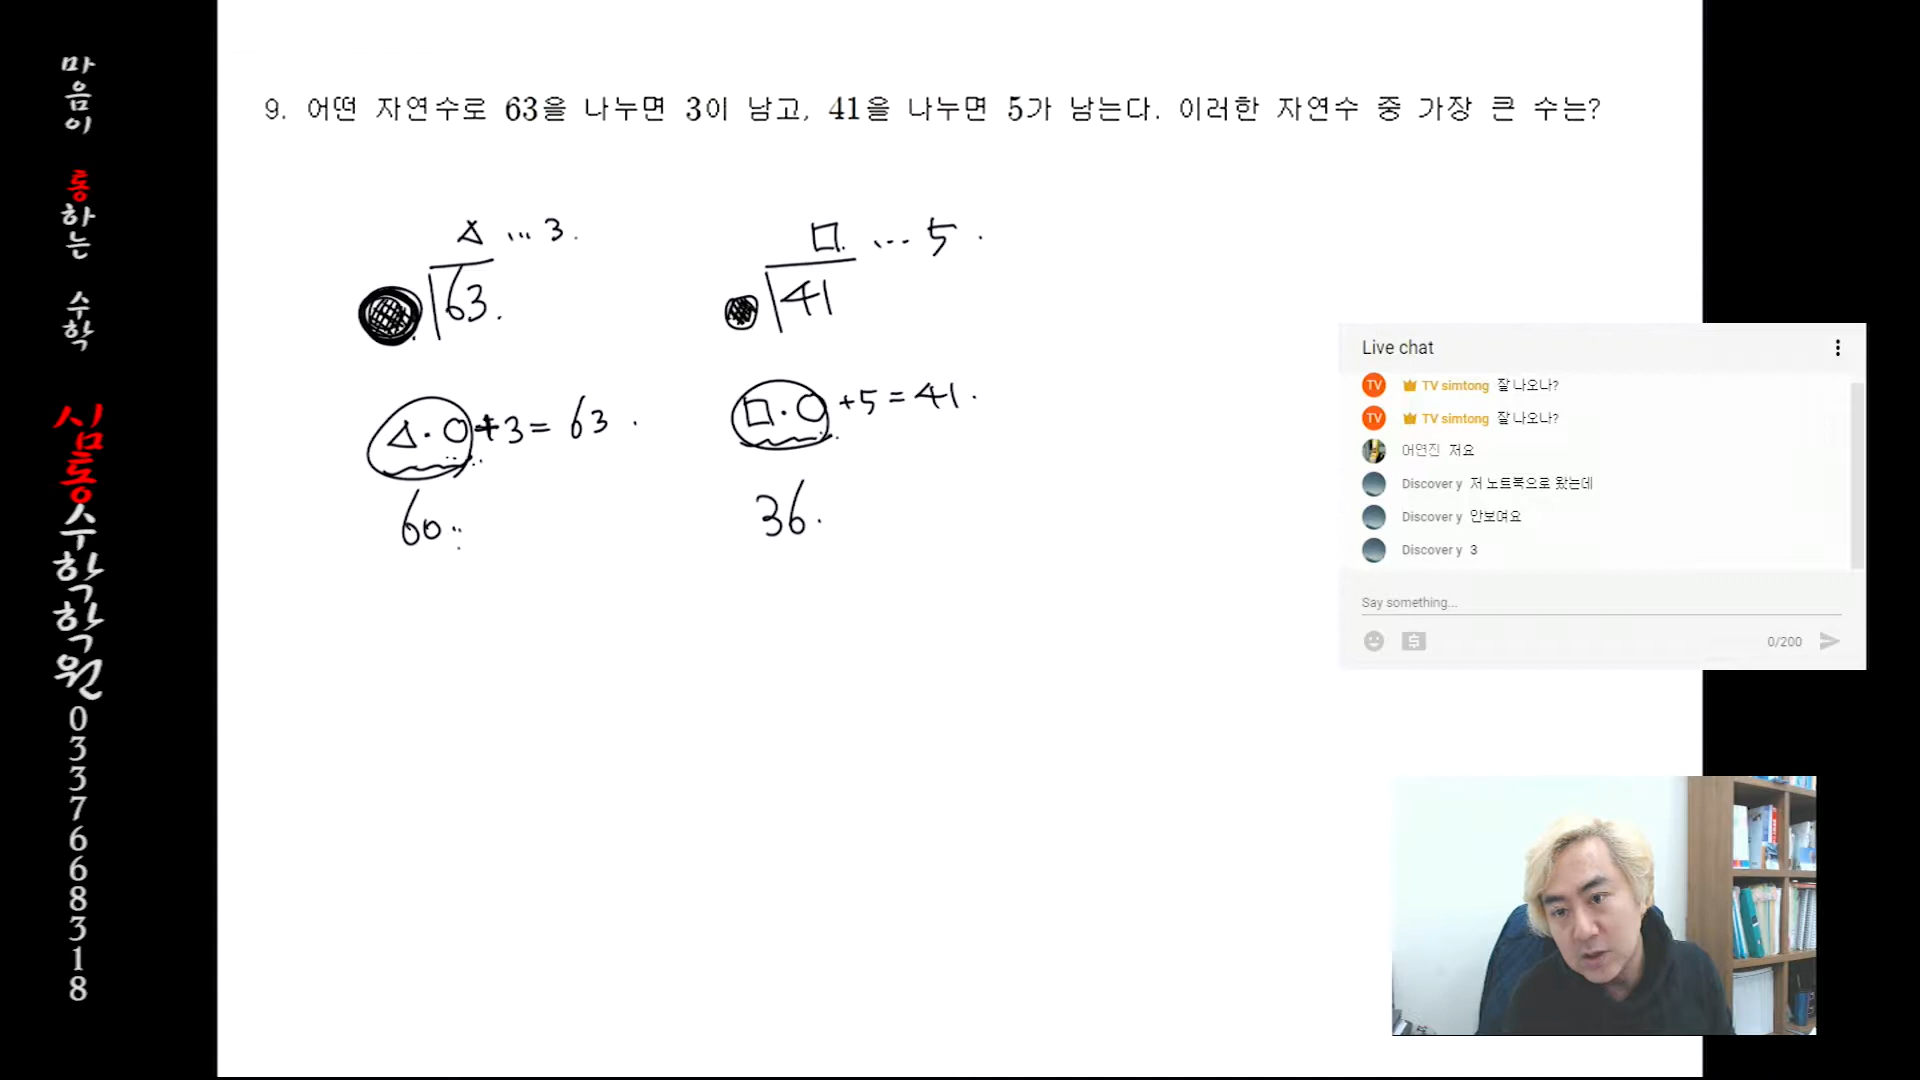 마음이 통하는 수학
심통수학학원
0337668318
9. 어떤 자연수로 63을 나누면 3이 남고, 41을 나누면 5가 남는다. 이러한 자연수 중 가장 큰 수는?
△ ... 3.
63.
□. ... 5.
41
△·○+3= 63.
60..
□·○+5=41.
36.
Live chat
TV TV simtong 잘 나오나?
TV TV simtong 잘 나오나?
어연진 저요
Discover y 저 노트북으로 왔는데
Discover y 안보여요
Discover y 3
Say something...
0/200